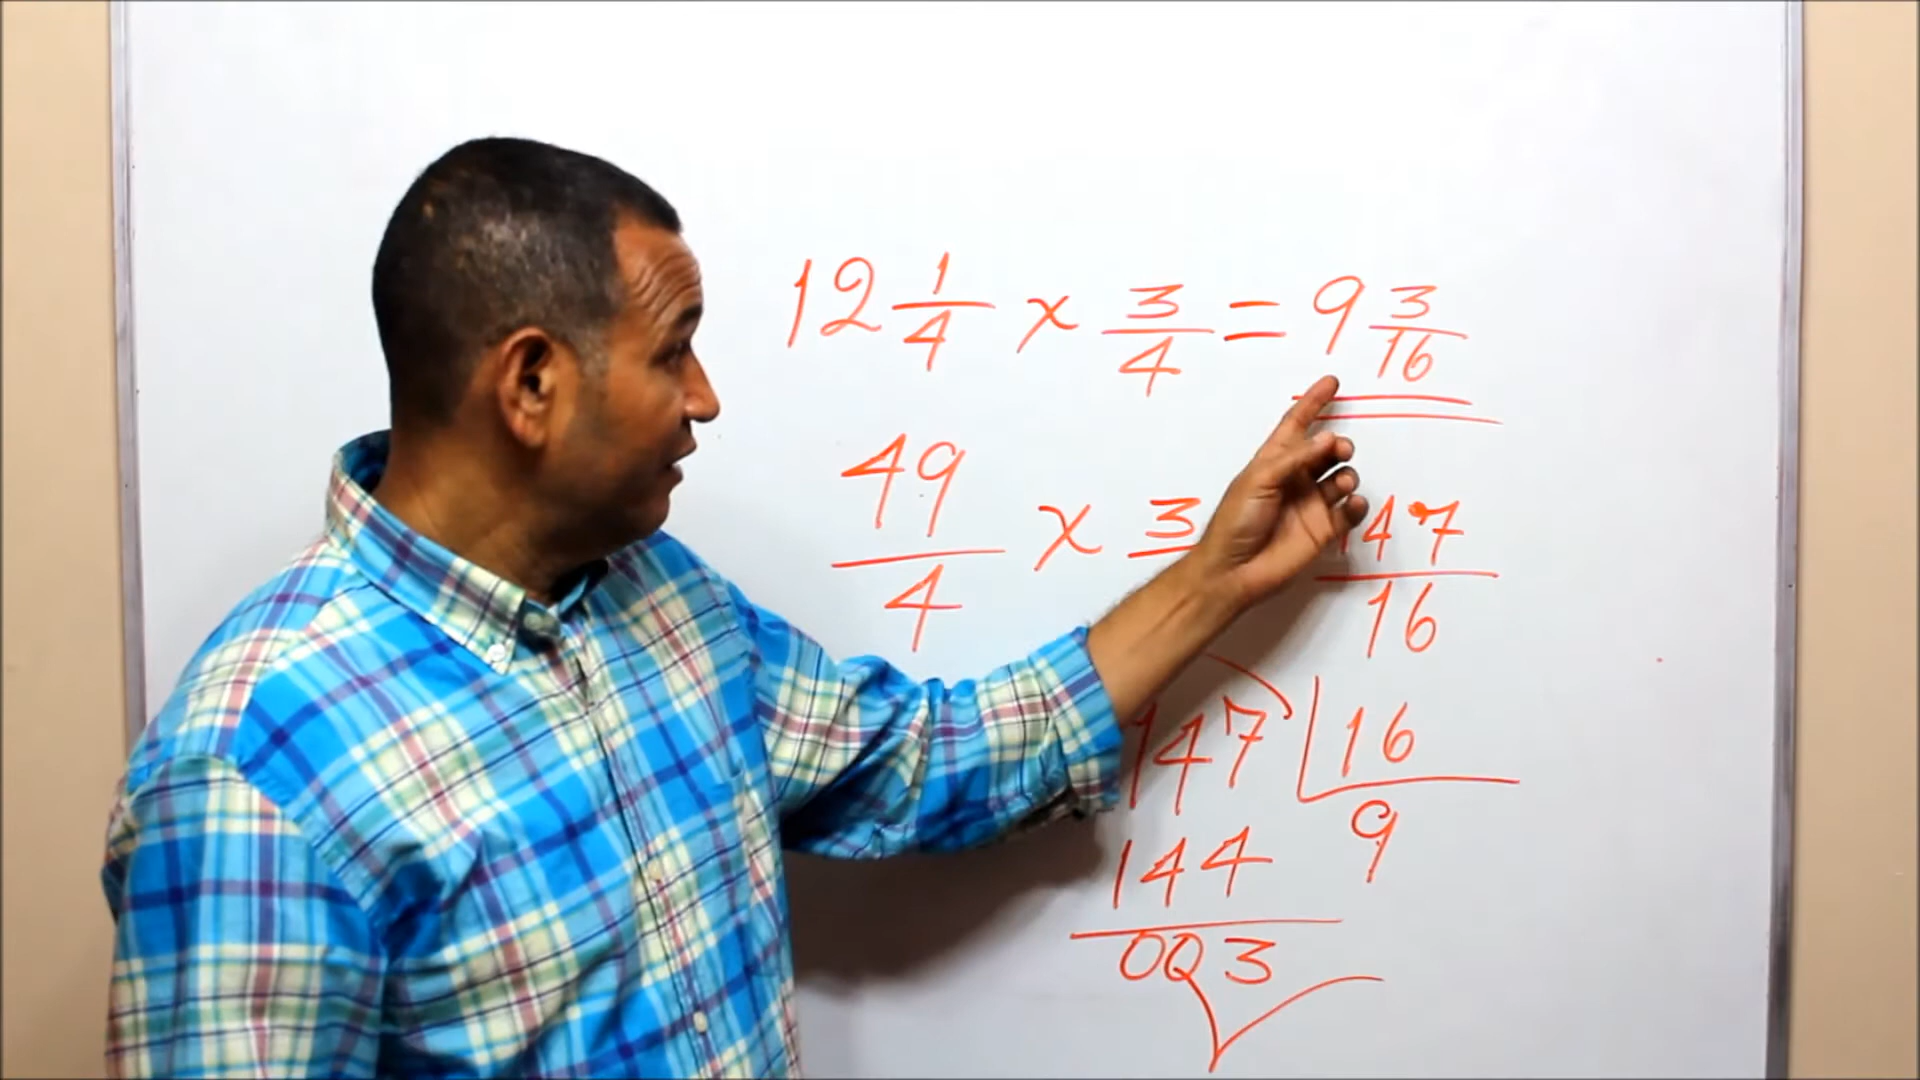 12 1/4 x 3/4 = 9 3/16
49/4 x 3 147/16
147 16
9
144
003